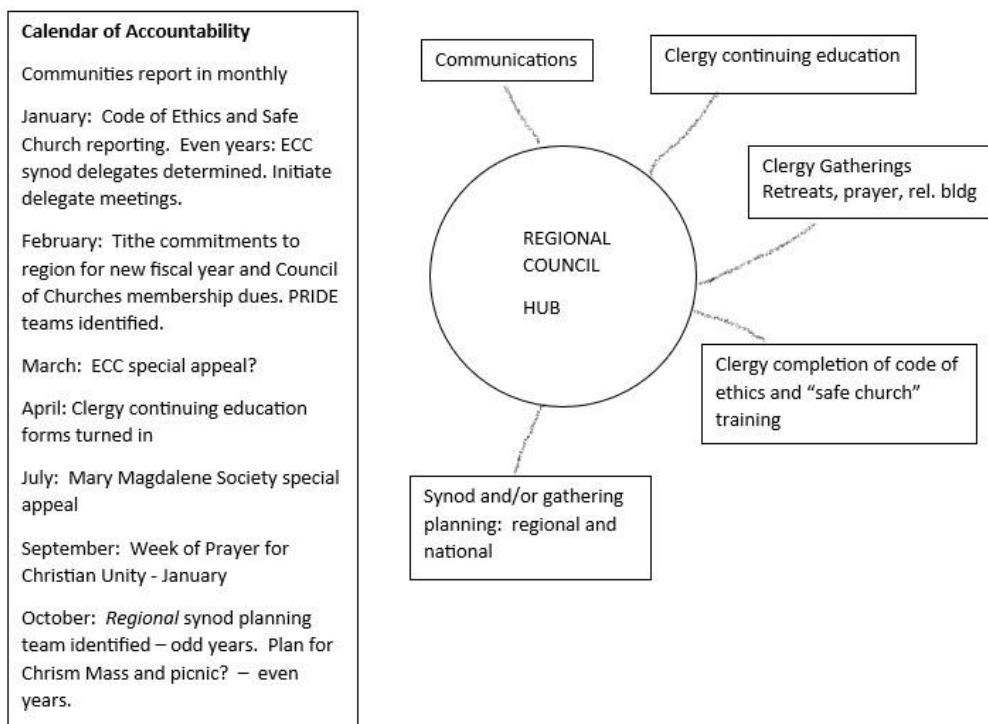 Calendar of Accountability
Communities report in monthly
January:  Code of Ethics and Safe
Church reporting.  Even years: ECC
synod delegates determined. Initiate
delegate meetings.
February:  Tithe commitments to
region for new fiscal year and Council
of Churches membership dues. PRIDE
teams identified.
March:  ECC special appeal?
April: Clergy continuing education
forms turned in
July:  Mary Magdalene Society special
appeal
September:  Week of Prayer for
Christian Unity - January
October:  Regional synod planning
team identified – odd years.  Plan for
Chrism Mass and picnic?  –  even
years.
Communications
Clergy continuing education
Clergy Gatherings
Retreats, prayer, rel. bldg
REGIONAL
COUNCIL
HUB
Clergy completion of code of
ethics and “safe church”
training
Synod and/or gathering
planning:  regional and
national